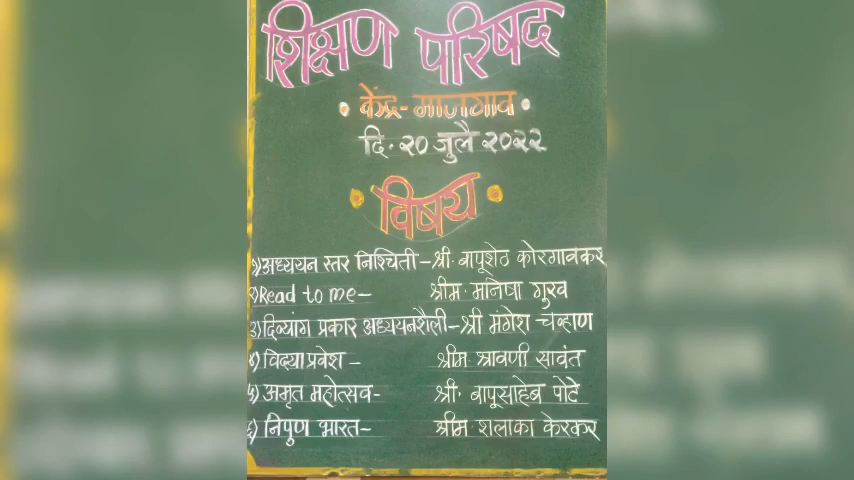 शिक्षण परिषद
केंद्र-माजगाव
दि. २० जुलै २०२२
विषय
१) अध्ययन स्तर निश्चिती – श्री. बापूशेठ कोरगावकर
२) Read to me – श्रीम. मनिषा गुरव
३) दिव्यांग प्रकार अध्ययनशैली – श्री मंगेश चव्हाण
४) विद्याप्रवेश – श्रीम. श्रावणी सावंत
५) अमृत महोत्सव - श्री. बापूसाहेब पोटे
६) निपुण भारत – श्रीम. शलाका केरकर